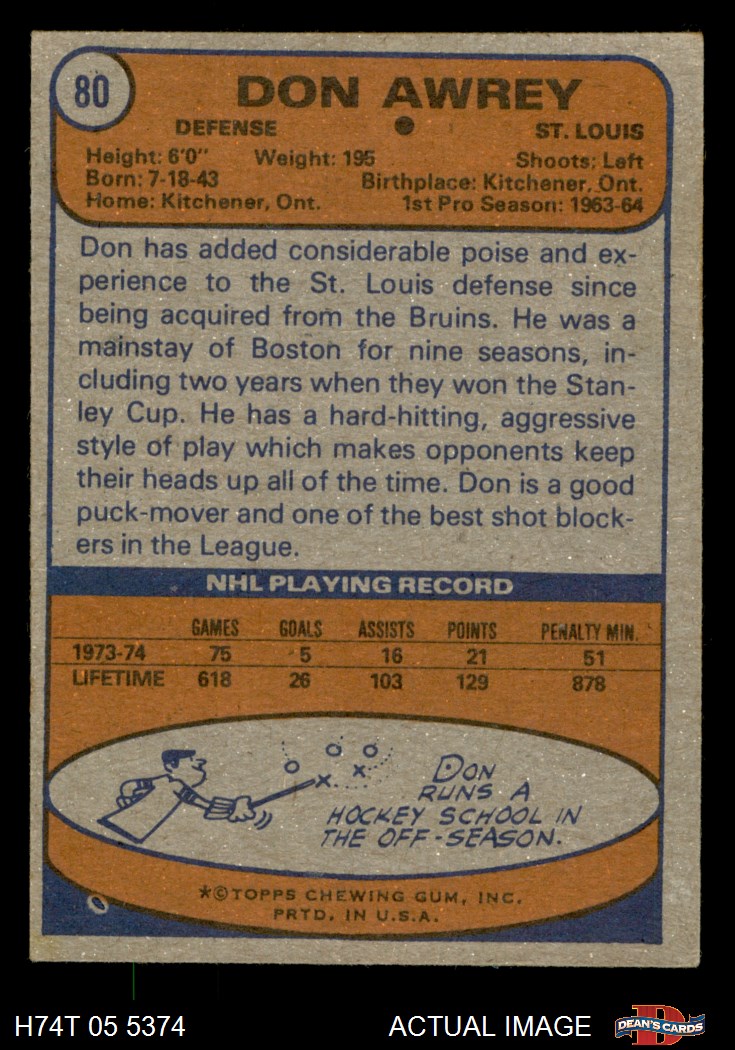 80
DON AWREY
DEFENSE ST. LOUIS
Height: 6'0" Weight: 195 Shoots: Left
Born: 7-18-43 Birthplace: Kitchener, Ont.
Home: Kitchener, Ont. 1st Pro Season: 1963-64
Don has added considerable poise and ex-
perience to the St. Louis defense since
being acquired from the Bruins. He was a
mainstay of Boston for nine seasons, in-
cluding two years when they won the Stan-
ley Cup. He has a hard-hitting, aggressive
style of play which makes opponents keep
their heads up all of the time. Don is a good
puck-mover and one of the best shot block-
ers in the League.
NHL PLAYING RECORD
GAMES GOALS ASSISTS POINTS PENALTY MIN.
1973-74 75 5 16 21 51
LIFETIME 618 26 103 129 878
DON
RUNS A
HOCKEY SCHOOL IN
THE OFF-SEASON.
*©TOPPS CHEWING GUM, INC.
PRTD. IN U.S.A.
H74T 05 5374 ACTUAL IMAGE
D
DEAN'S CARDS